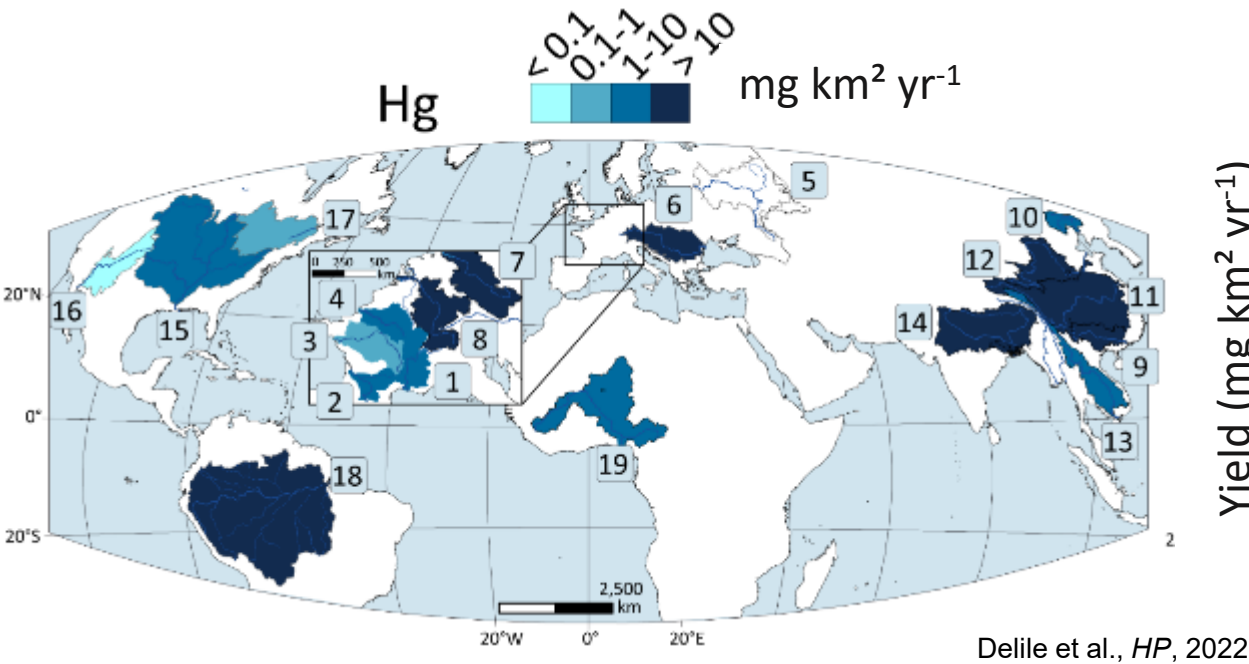 < 0.1
0.1-1
1-10
> 10
Hg
mg km² yr-1
5
6
17
10
7
12
0 250 500
km
4
20°N
16
15
3
14
11
8
1
9
2
0°
13
19
18
20°S
2
2,500
km
20°W
0°
20°E
Yield (mg km² yr-1)
Delile et al., HP, 2022